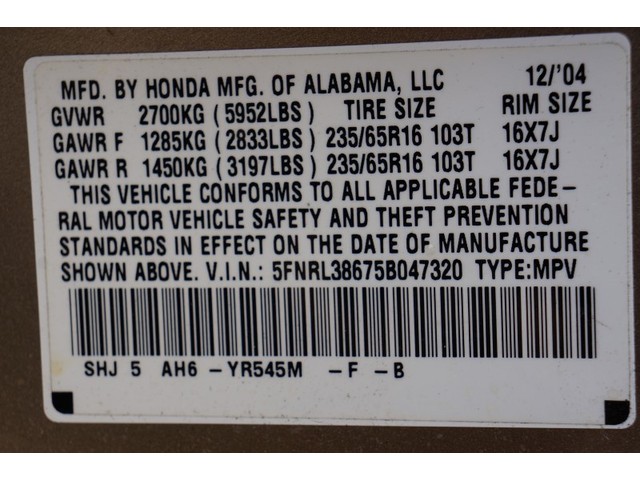 MFD. BY HONDA MFG. OF ALABAMA, LLC 12/'04
GVWR 2700KG (5952LBS) TIRE SIZE RIM SIZE
GAWR F 1285KG (2833LBS) 235/65R16 103T 16X7J
GAWR R 1450KG (3197LBS) 235/65R16 103T 16X7J
THIS VEHICLE CONFORMS TO ALL APPLICABLE FEDE-
RAL MOTOR VEHICLE SAFETY AND THEFT PREVENTION
STANDARDS IN EFFECT ON THE DATE OF MANUFACTURE
SHOWN ABOVE. V.I.N.: 5FNRL38675B047320 TYPE:MPV
SHJ 5 AH6 -YR545M -F -B